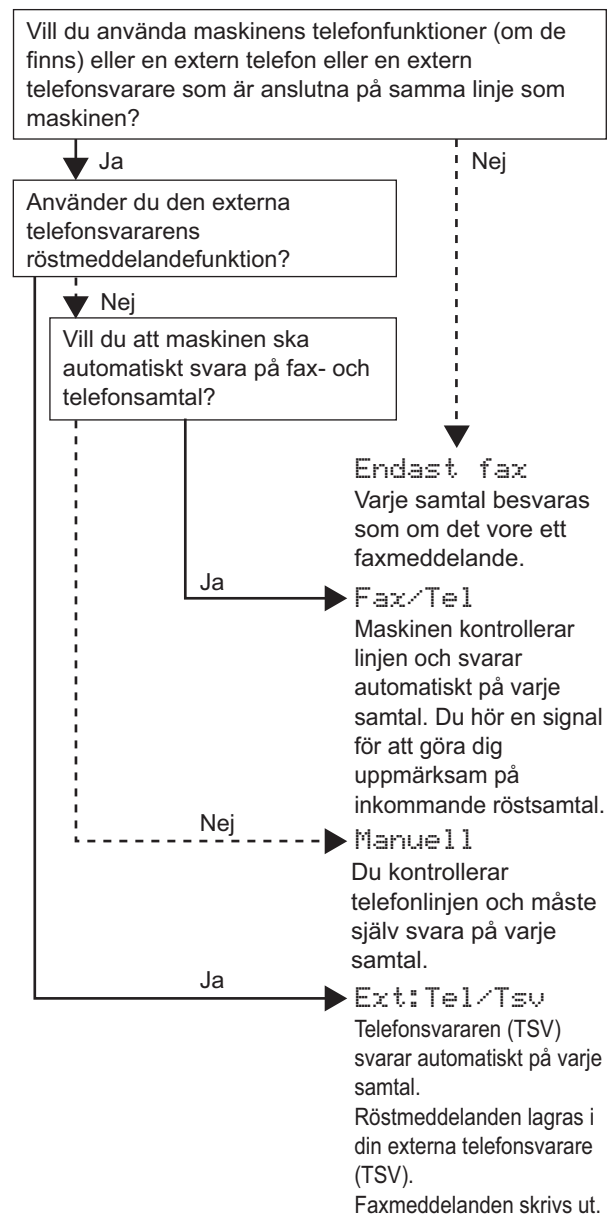 Vill du använda maskinens telefonfunktioner (om de
finns) eller en extern telefon eller en extern
telefonsvarare som är anslutna på samma linje som
maskinen?
Ja
Nej
Använder du den externa
telefonsvararens
röstmeddelandefunktion?
Nej
Vill du att maskinen ska
automatiskt svara på fax- och
telefonsamtal?
Endast fax
Varje samtal besvaras
som om det vore ett
faxmeddelande.
Ja
Fax/Tel
Maskinen kontrollerar
linjen och svarar
automatiskt på varje
samtal. Du hör en signal
för att göra dig
uppmärksam på
inkommande röstsamtal.
Nej
Manuell
Du kontrollerar
telefonlinjen och måste
själv svara på varje
samtal.
Ja
Ext:Tel/Tsv
Telefonsvararen (TSV)
svarar automatiskt på varje
samtal.
Röstmeddelanden lagras i
din externa telefonsvarare
(TSV).
Faxmeddelanden skrivs ut.